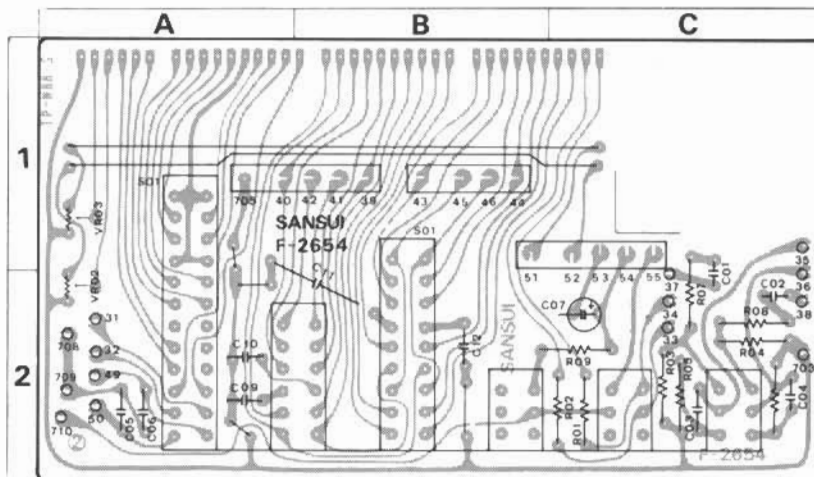 A B C
1
2
S01
705 40 42 41 39
43 45 46 44
SANSUI
F-2654
S01
VR03
VR02
C11
51 52 53 54 55
37
34
33
R07
C01
35
36
38
C02
C07
R08
R04
R09
703
31
32
49
50
708
709
710
C10
C09
C12
SANSUI
C05
C06
R02
R01
R03
R05
C03
C04
F-2654
2